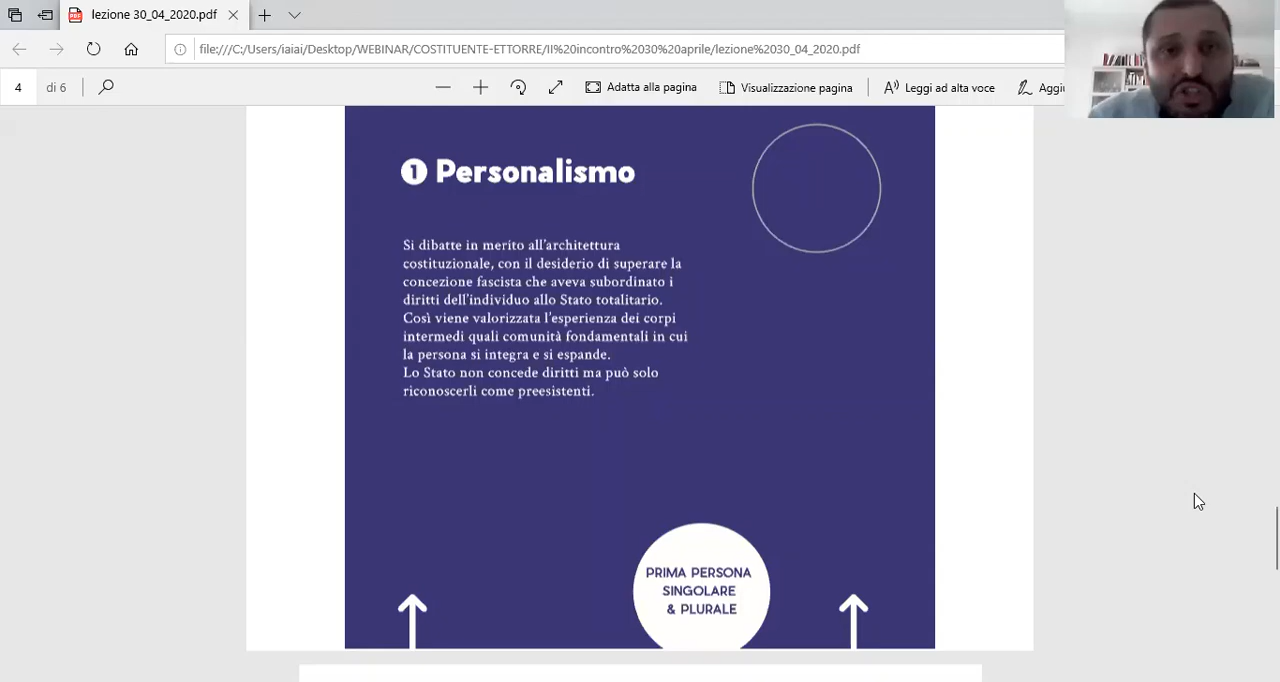 lezione 30_04_2020.pdf
file:///C:/Users/iaiai/Desktop/WEBINAR/COSTITUENTE-ETTORRE/II%20incontro%2030%20aprile/lezione%2030_04_2020.pdf
4 di 6 Adatta alla pagina Visualizzazione pagina Leggi ad alta voce Aggiu
1 Personalismo
Si dibatte in merito all'architettura
costituzionale, con il desiderio di superare la
concezione fascista che aveva subordinato i
diritti dell'individuo allo Stato totalitario.
Così viene valorizzata l'esperienza dei corpi
intermedi quali comunità fondamentali in cui
la persona si integra e si espande.
Lo Stato non concede diritti ma può solo
riconoscerli come preesistenti.
PRIMA PERSONA
SINGOLARE
& PLURALE